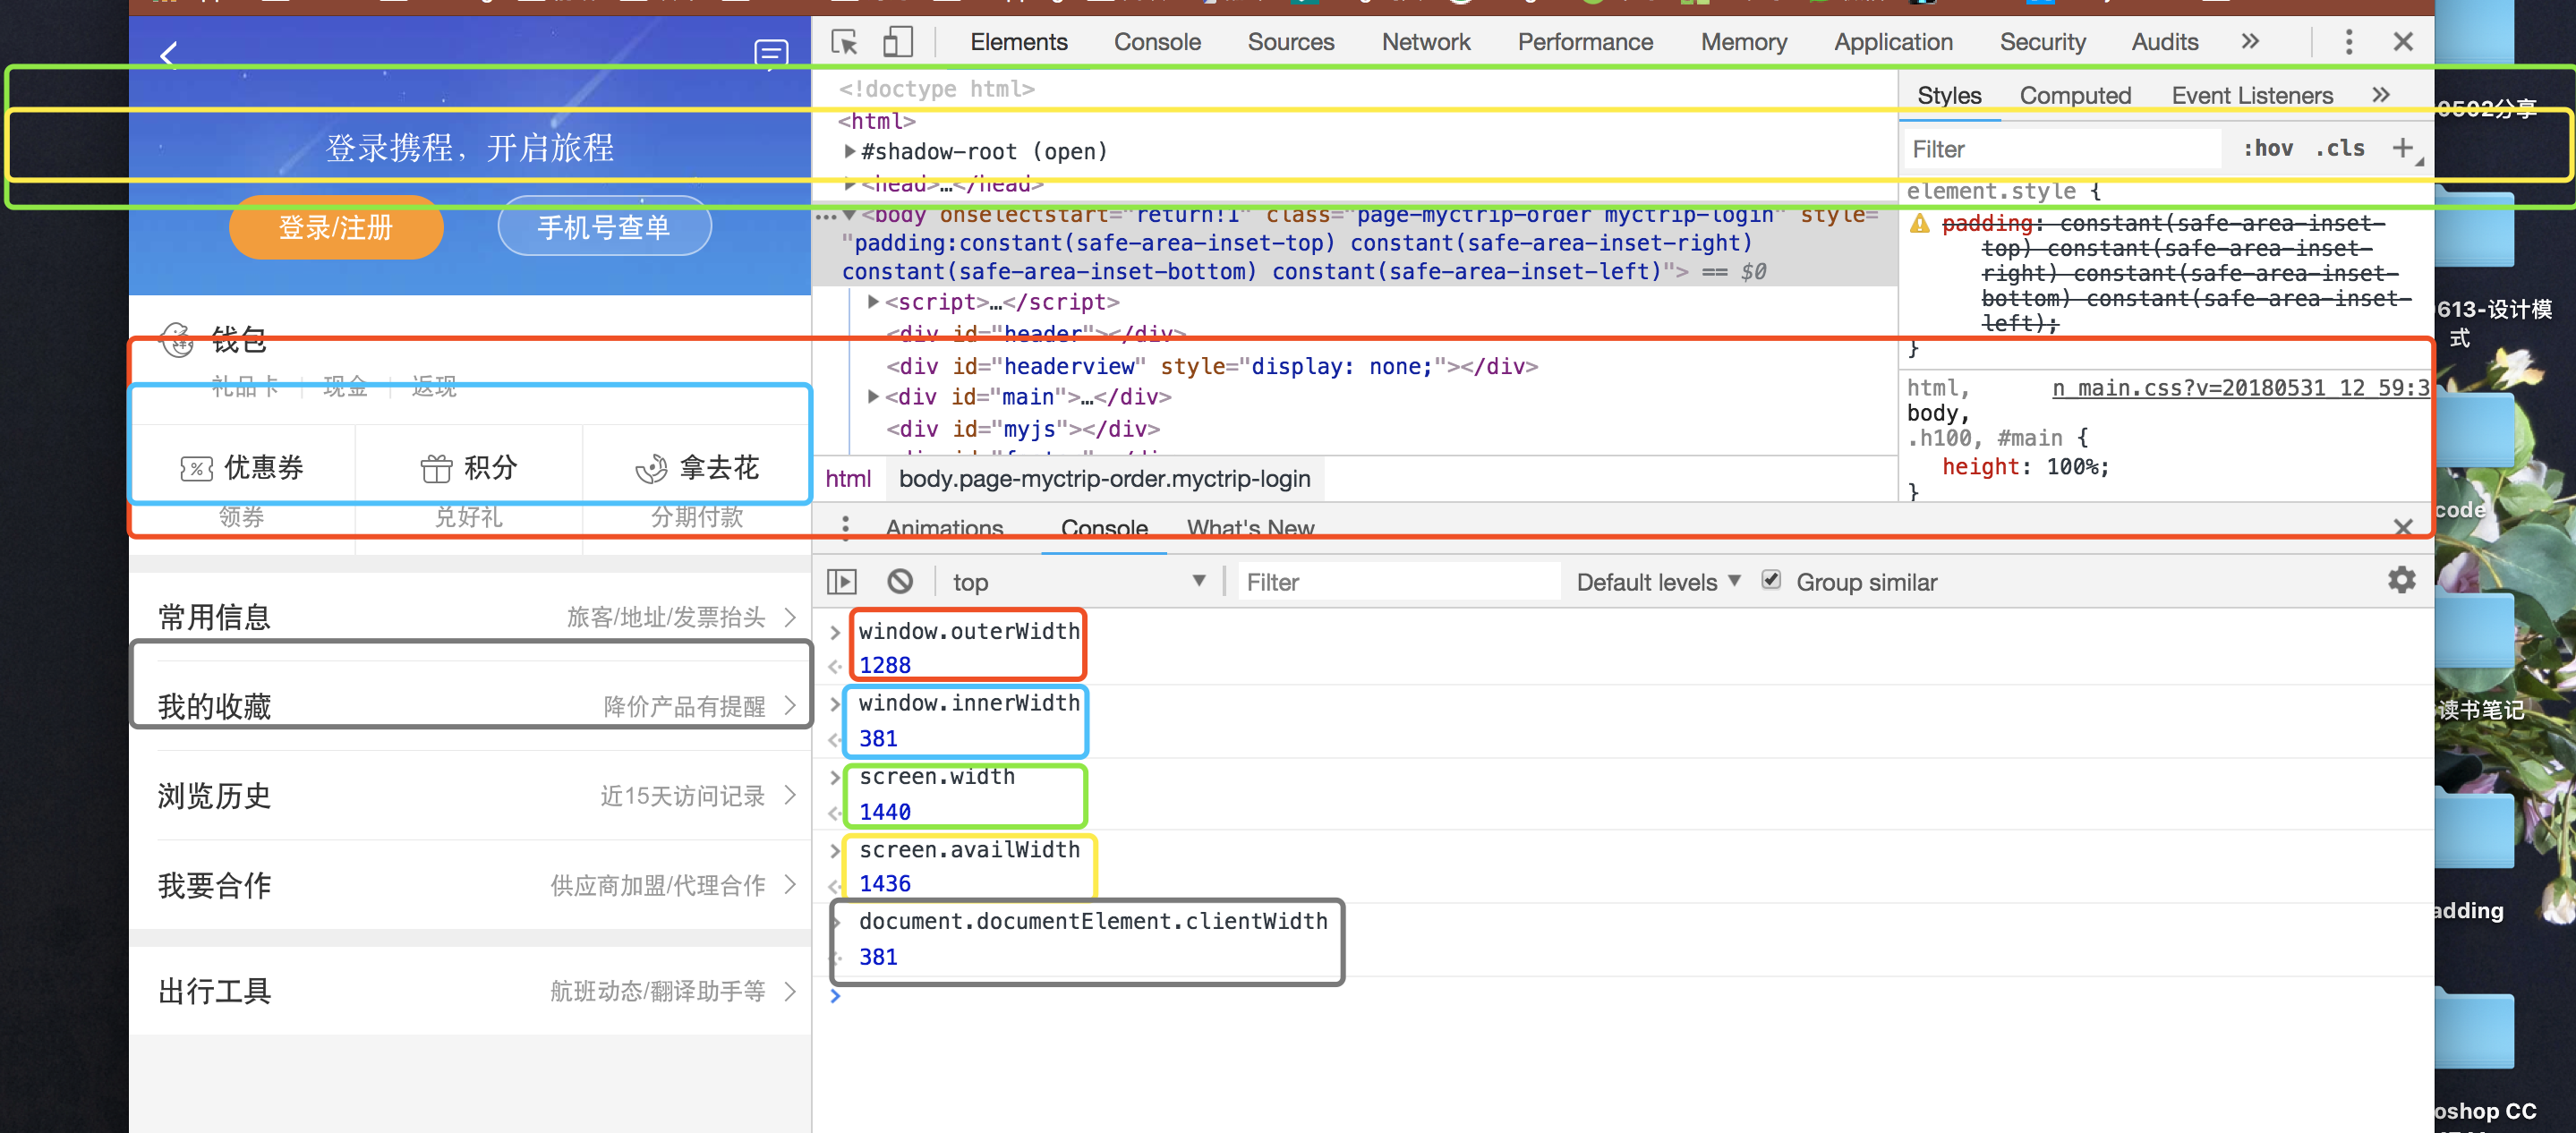 Elements Console Sources Network Performance Memory Application Security Audits »
<!doctype html>
<html>
▶#shadow-root (open)
▶<head>…</head>
…▼<body onselectstart="return!1" class="page-myctrip-order myctrip-login" style=
"padding:constant(safe-area-inset-top) constant(safe-area-inset-right)
constant(safe-area-inset-bottom) constant(safe-area-inset-left)"> == $0
▶<script>…</script>
<div id="header"></div>
<div id="headerview" style="display: none;"></div>
▶<div id="main">…</div>
<div id="myjs"></div>
html body.page-myctrip-order.myctrip-login
Styles Computed Event Listeners »
Filter :hov .cls +
element.style {
padding: constant(safe-area-inset-
top) constant(safe-area-inset-
right) constant(safe-area-inset-
bottom) constant(safe-area-inset-
left);
}
html, n_main.css?v=20180531_12_59:3
body,
.h100, #main {
height: 100%;
}
登录携程，开启旅程
登录/注册 手机号查单
钱包
礼品卡 现金 返现
优惠券 积分 拿去花
领券 兑好礼 分期付款
常用信息 旅客/地址/发票抬头
我的收藏 降价产品有提醒
浏览历史 近15天访问记录
我要合作 供应商加盟/代理合作
出行工具 航班动态/翻译助手等
Animations Console What's New
top Filter Default levels Group similar
window.outerWidth
1288
window.innerWidth
381
screen.width
1440
screen.availWidth
1436
document.documentElement.clientWidth
381
0502分享
613-设计模
式
code
读书笔记
adding
oshop CC